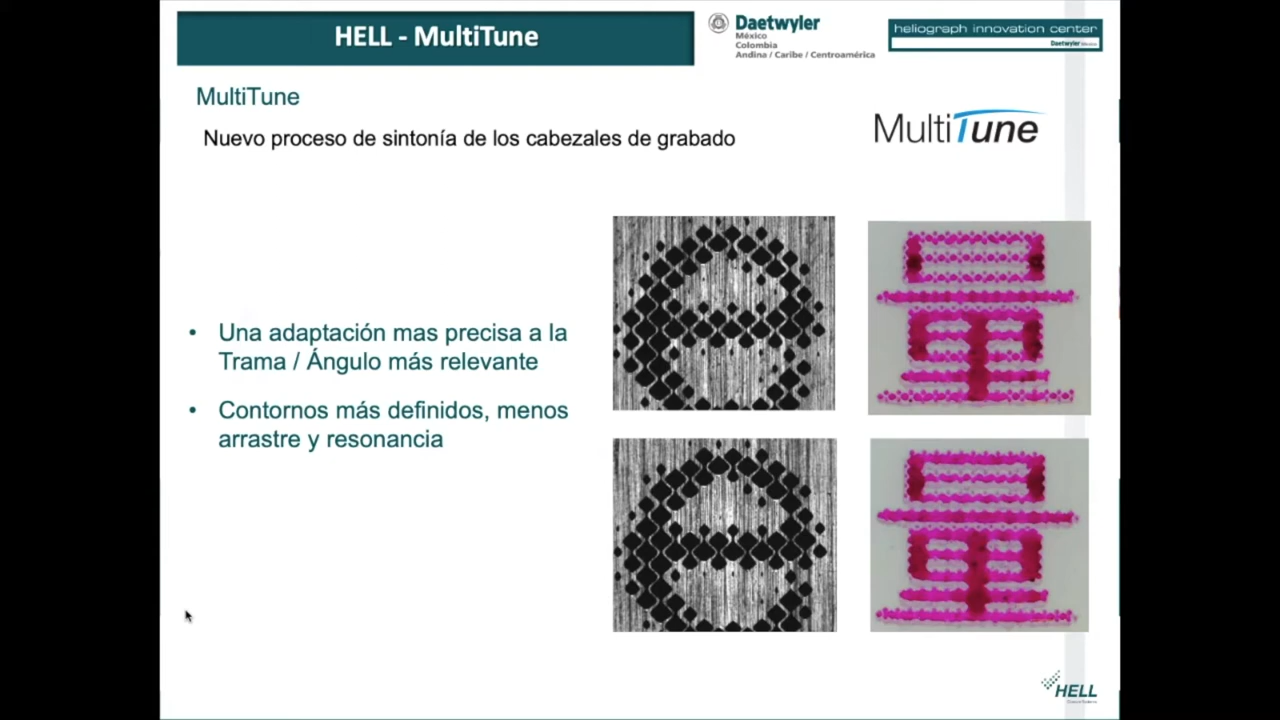 HELL - MultiTune
Daetwyler
México
Colombia
Andina / Caribe / Centroamérica
heliograph innovation center
Daetwyler
MultiTune
Nuevo proceso de sintonía de los cabezales de grabado
MultiTune
Una adaptación mas precisa a la
Trama / Ángulo más relevante
Contornos más definidos, menos
arrastre y resonancia
HELL